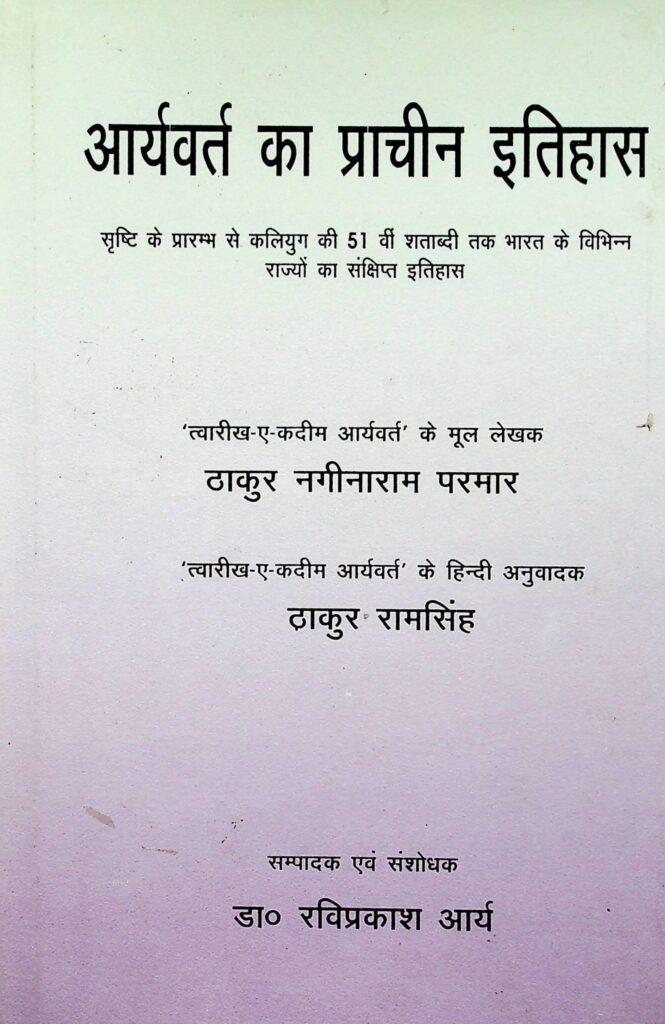 आर्यवर्त का प्राचीन इतिहास
सृष्टि के प्रारम्भ से कलियुग की 51 वीं शताब्दी तक भारत के विभिन्न
राज्यों का संक्षिप्त इतिहास
'त्वारीख-ए-कदीम आर्यवर्त' के मूल लेखक
ठाकुर नगीनाराम परमार
'त्वारीख-ए-कदीम आर्यवर्त' के हिन्दी अनुवादक
ठाकुर रामसिंह
सम्पादक एवं संशोधक
डा० रविप्रकाश आर्य